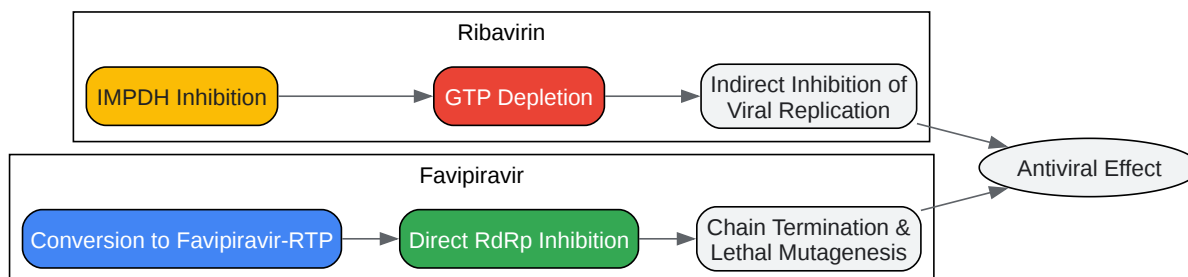 Ribavirin
IMPDH Inhibition
GTP Depletion
Indirect Inhibition of
Viral Replication
Favipiravir
Conversion to Favipiravir-RTP
Direct RdRp Inhibition
Chain Termination &
Lethal Mutagenesis
Antiviral Effect